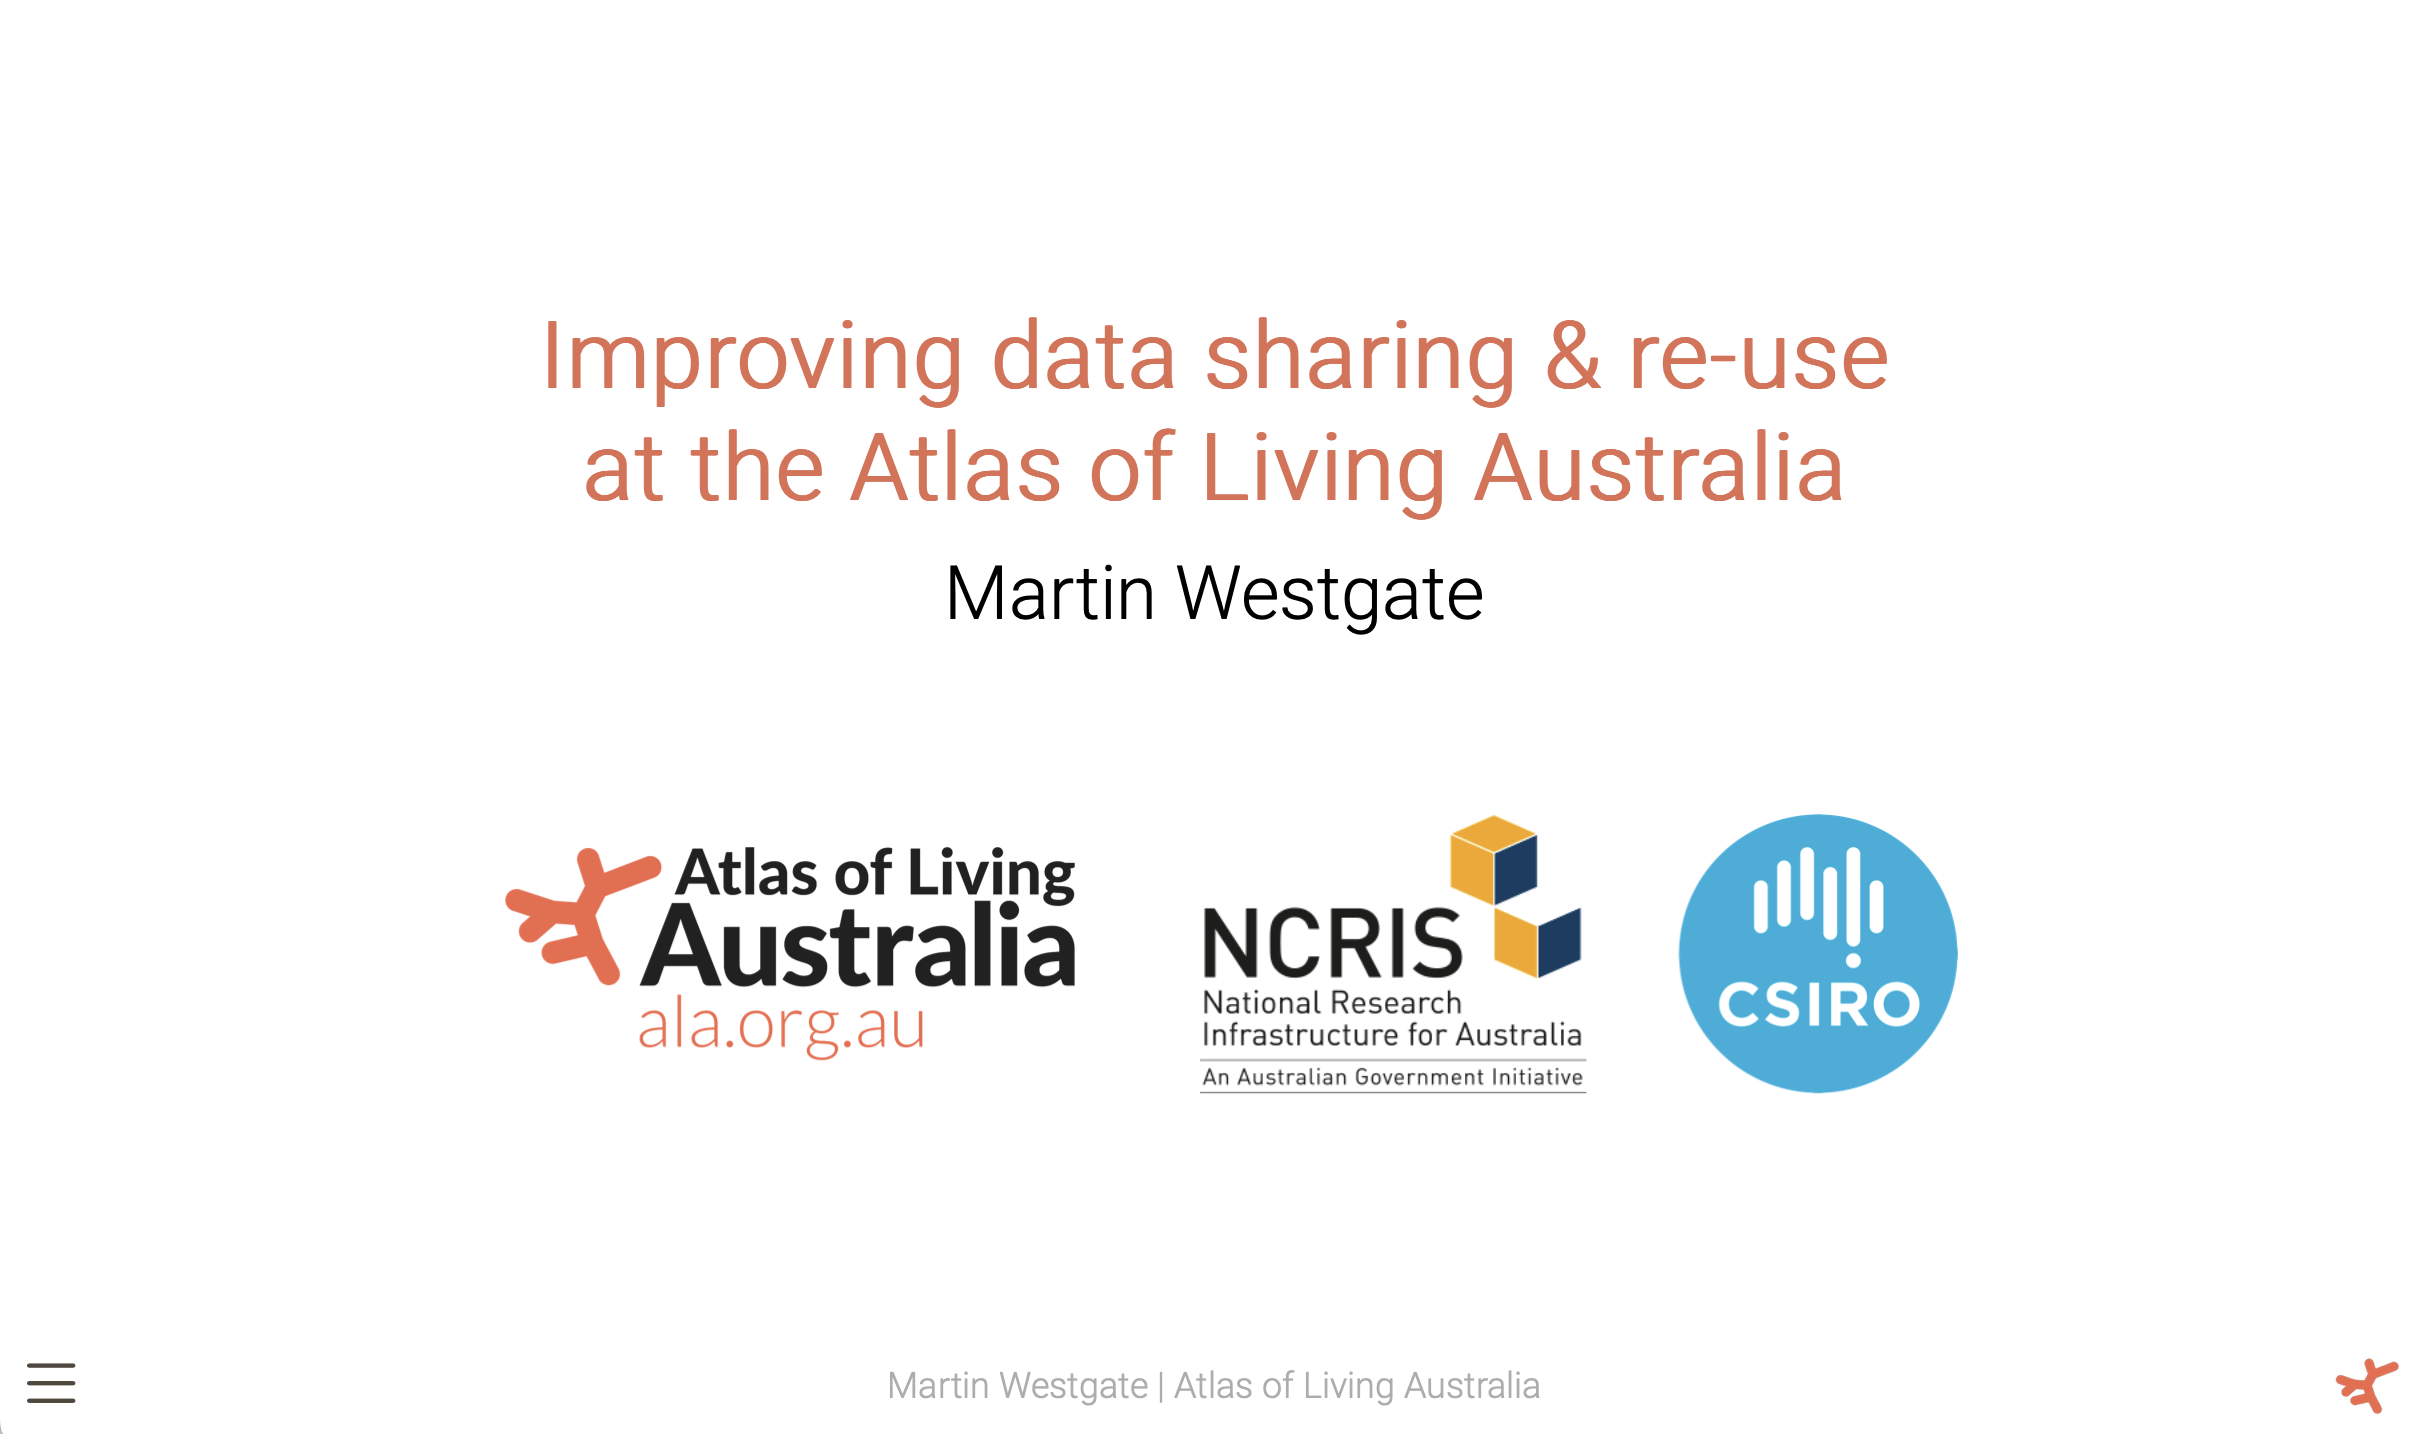 Improving data sharing & re-use
at the Atlas of Living Australia
Martin Westgate
Atlas of Living
Australia
ala.org.au
NCRIS
National Research
Infrastructure for Australia
An Australian Government Initiative
CSIRO
Martin Westgate | Atlas of Living Australia